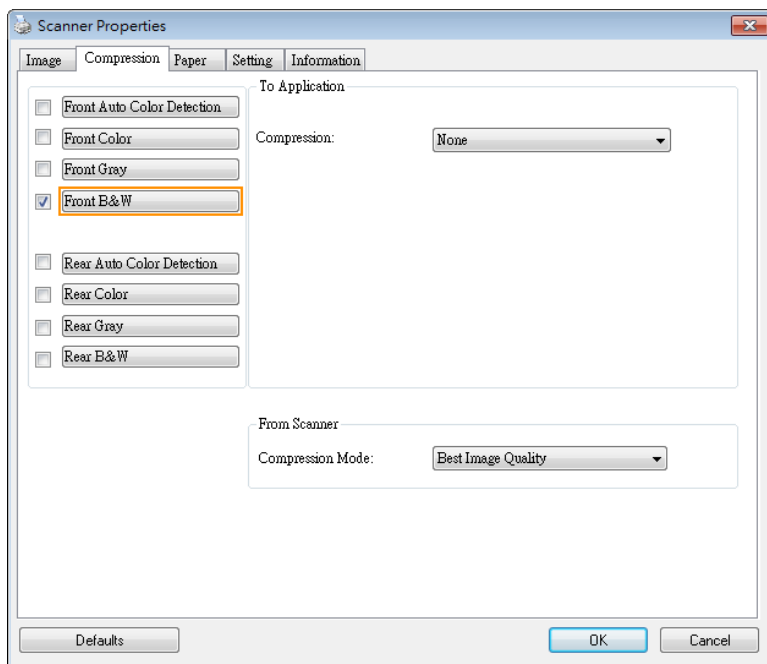 Scanner Properties
Image Compression Paper Setting Information
To Application
Front Auto Color Detection
Front Color
Compression: None
Front Gray
Front B&W
Rear Auto Color Detection
Rear Color
Rear Gray
Rear B&W
From Scanner
Compression Mode: Best Image Quality
Defaults OK Cancel